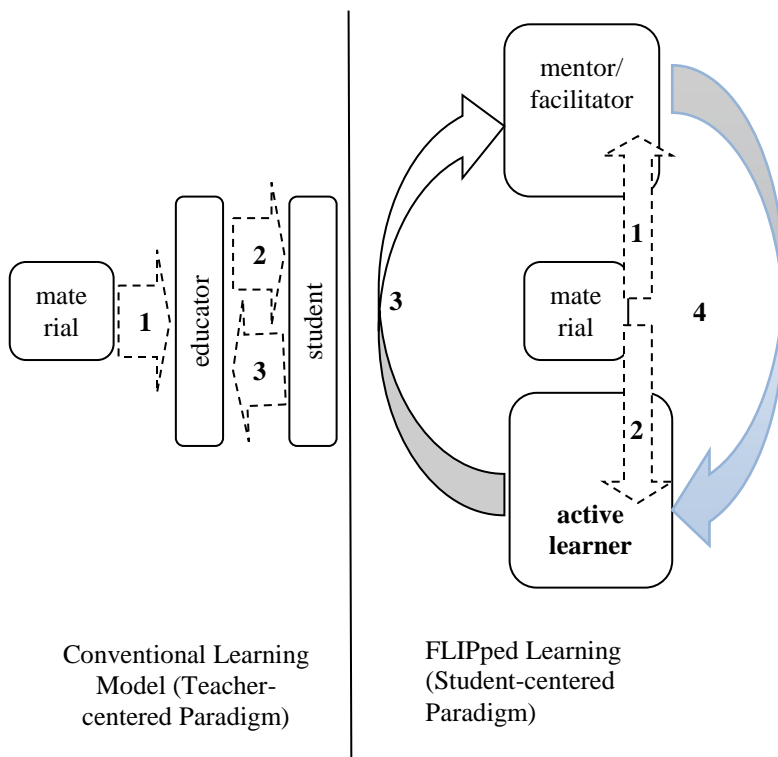 mate
rial
1
educator
2
3
student
Conventional Learning
Model (Teacher-
centered Paradigm)
mentor/
facilitator
1
mate
rial
3
4
2
active
learner
FLIPped Learning
(Student-centered
Paradigm)